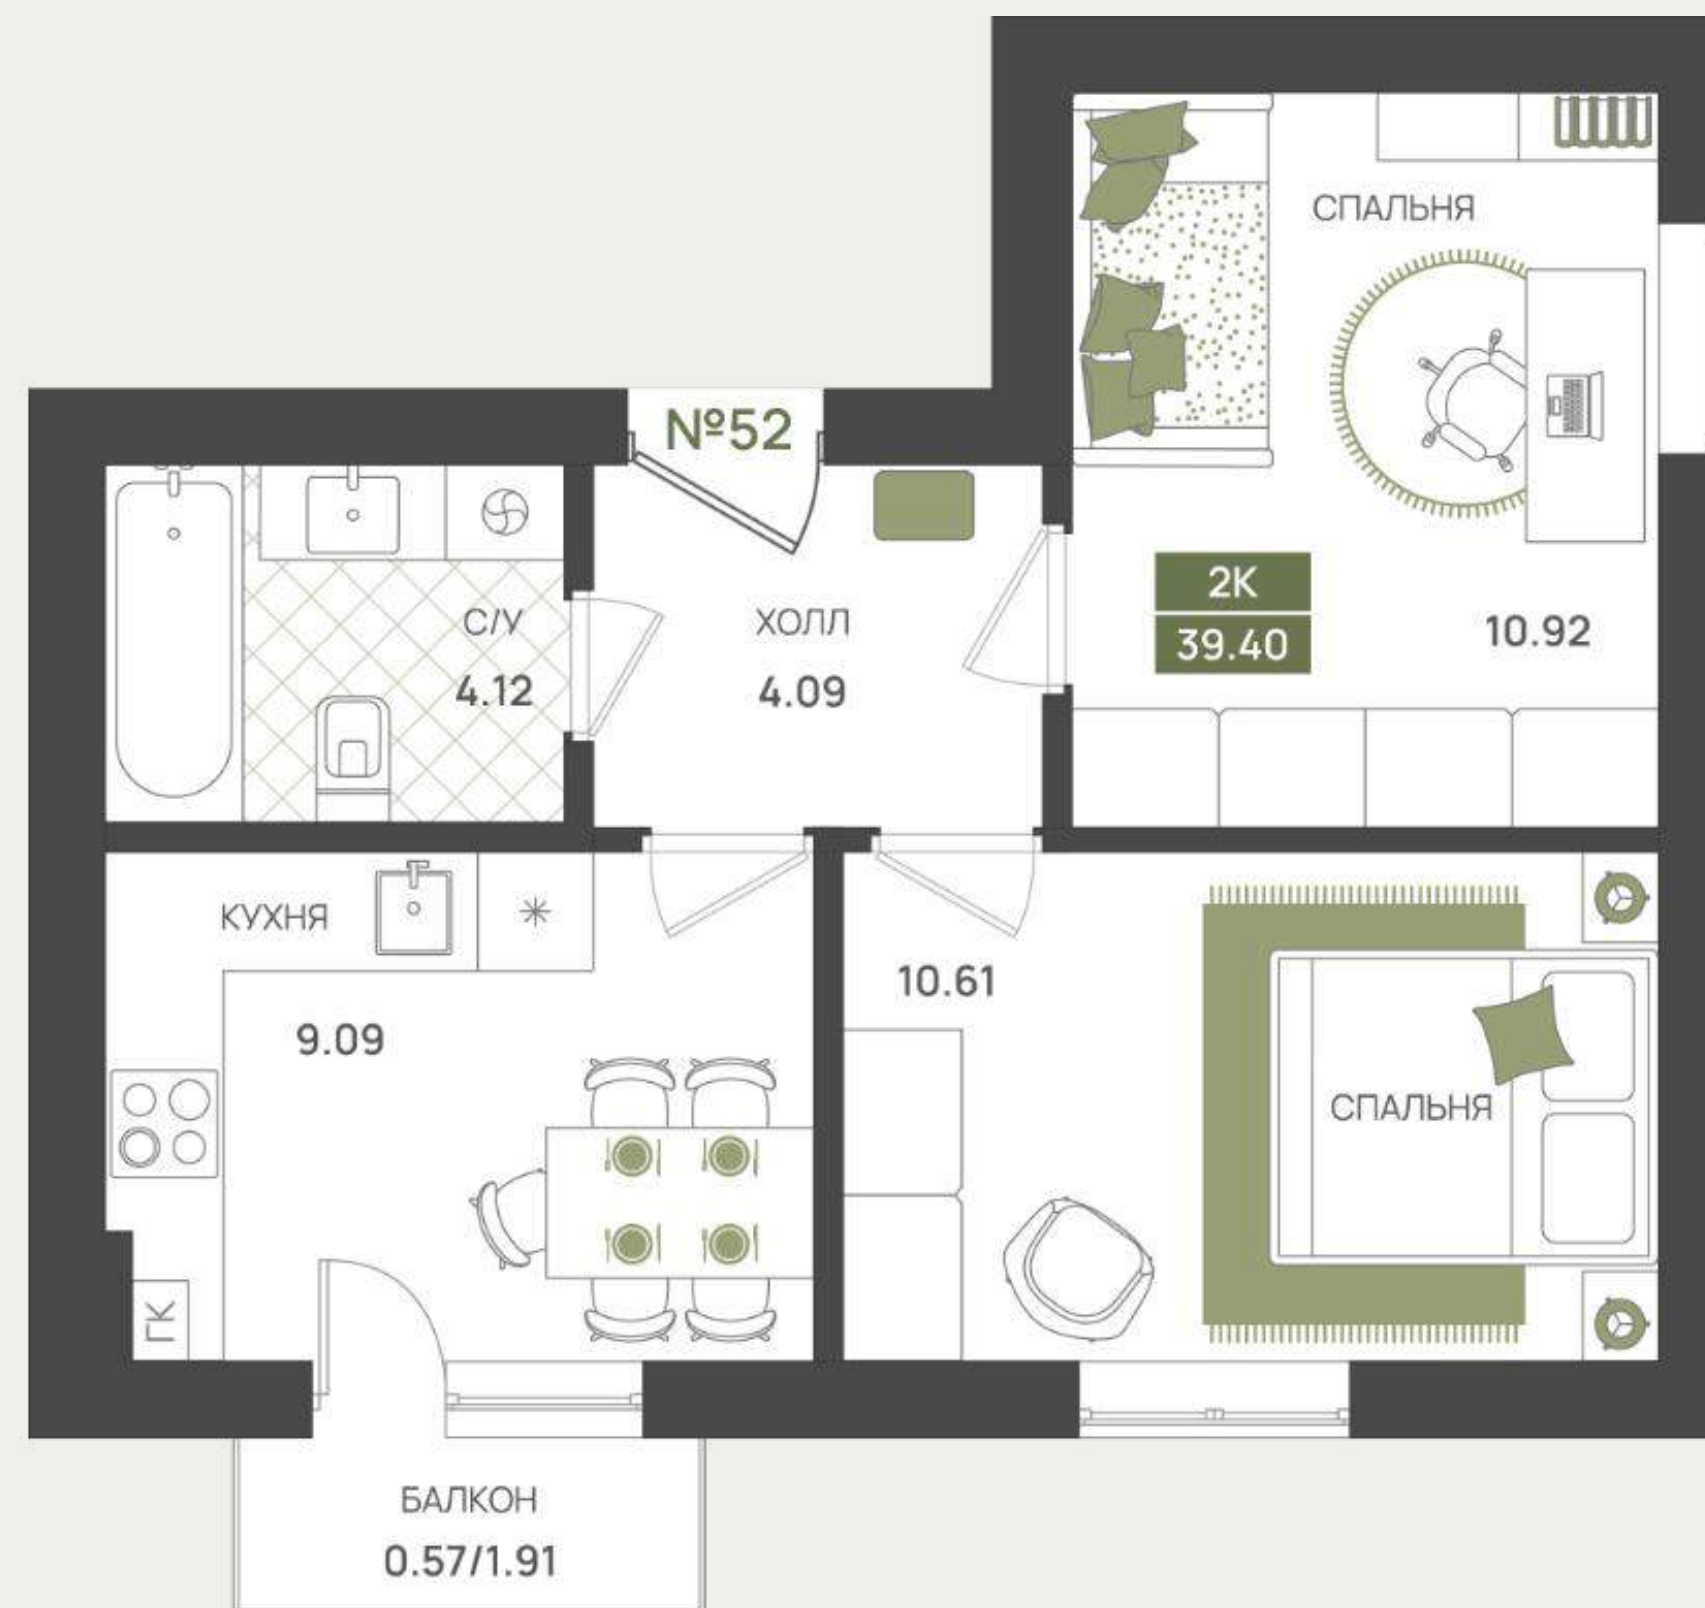 СПАЛЬНЯ
№52
2К
39.40
10.92
С/У
4.12
ХОЛЛ
4.09
КУХНЯ
9.09
10.61
СПАЛЬНЯ
ГК
БАЛКОН
0.57/1.91